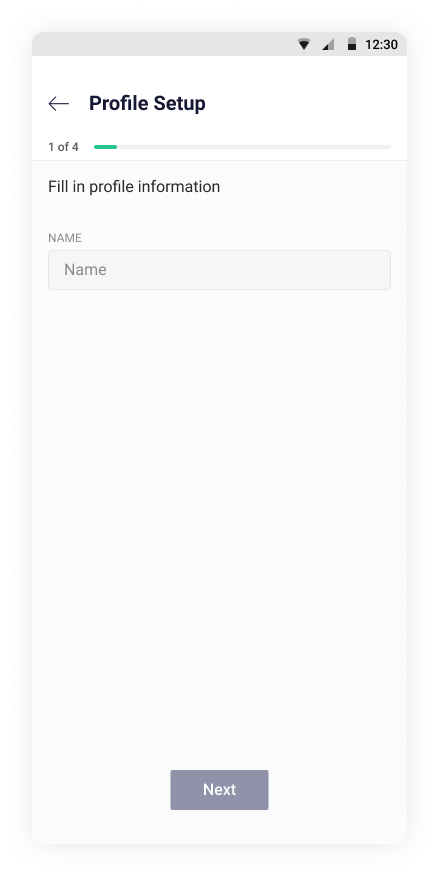 12:30
Profile Setup
1 of 4
Fill in profile information
NAME
Name
Next